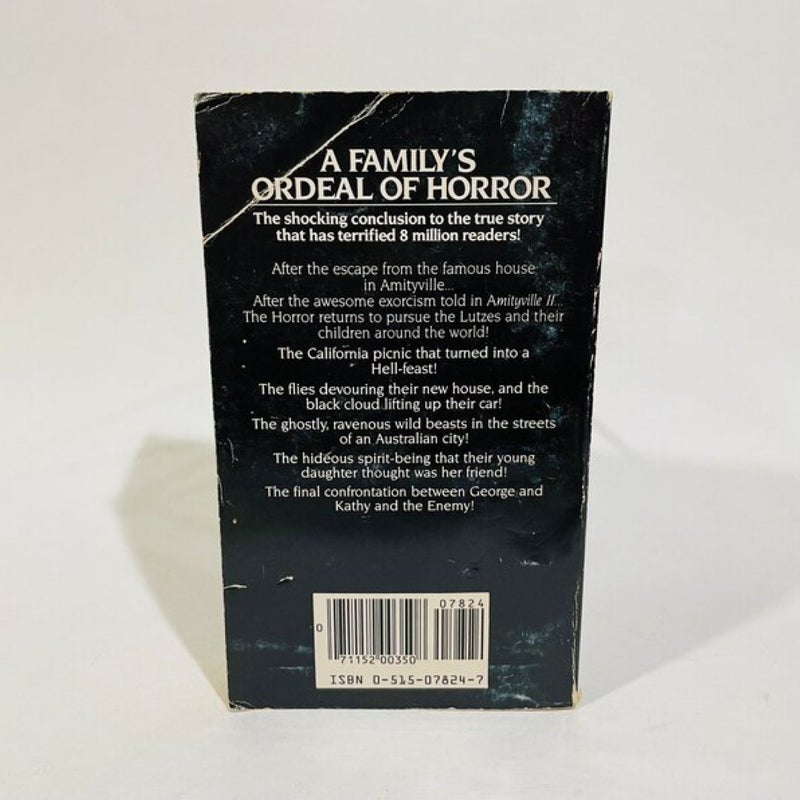 A FAMILY'S
ORDEAL OF HORROR
The shocking conclusion to the true story
that has terrified 8 million readers!
After the escape from the famous house
in Amityville...
After the awesome exorcism told in Amityville II...
The Horror returns to pursue the Lutzes and their
children around the world!
The California picnic that turned into a
Hell-feast!
The flies devouring their new house, and the
black cloud lifting up their car!
The ghostly, ravenous wild beasts in the streets
of an Australian city!
The hideous spirit-being that their young
daughter thought was her friend!
The final confrontation between George and
Kathy and the Enemy!
07824
0
71152 00350
ISBN 0-515-07824-7